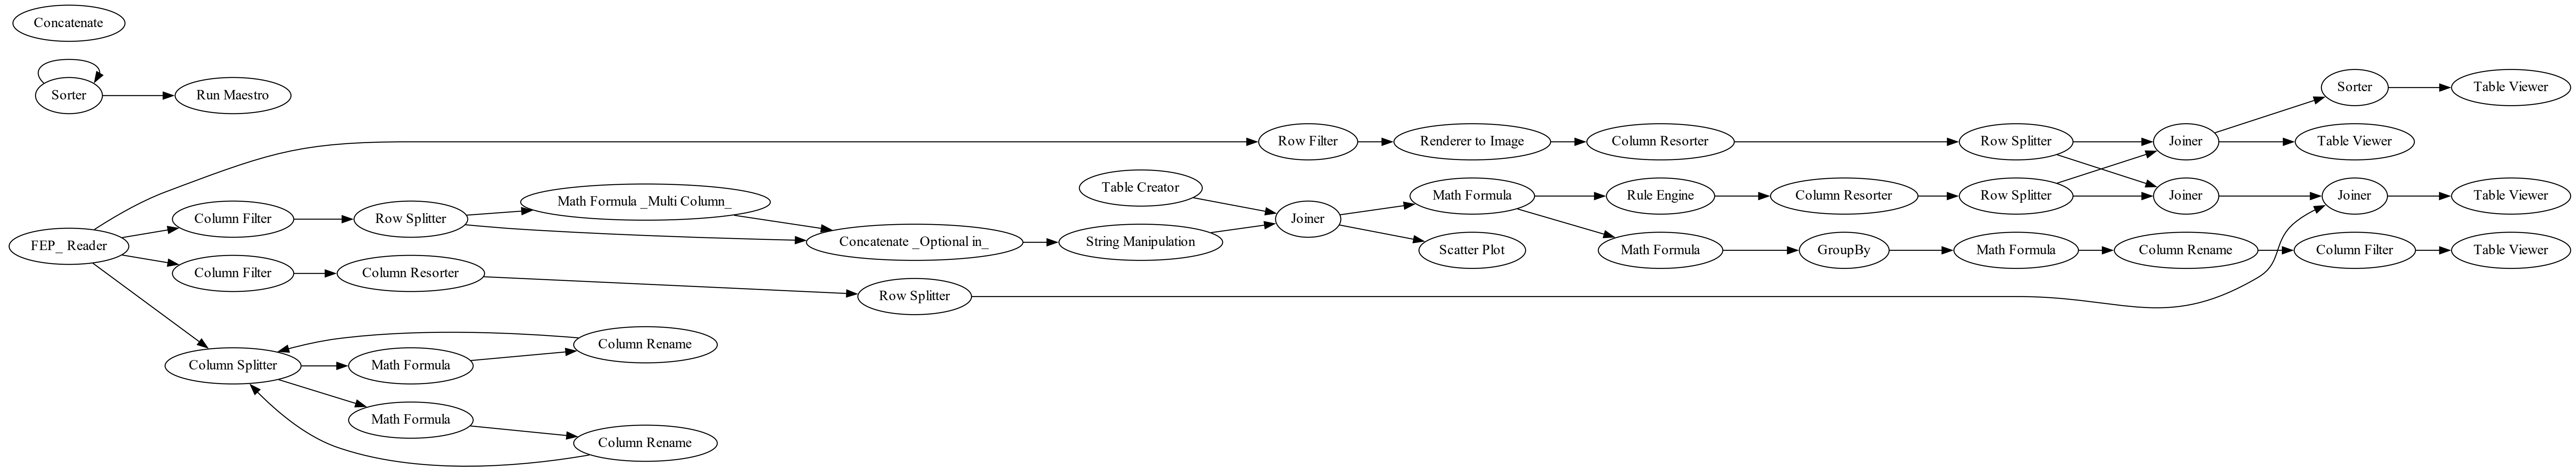 Concatenate
Sorter
Run Maestro
Sorter
Table Viewer
Row Filter
Renderer to Image
Column Resorter
Row Splitter
Joiner
Table Viewer
Table Creator
Math Formula
Rule Engine
Column Resorter
Row Splitter
Joiner
Joiner
Table Viewer
Column Filter
Row Splitter
Math Formula _Multi Column_
Concatenate _Optional in_
String Manipulation
Joiner
Scatter Plot
Math Formula
GroupBy
Math Formula
Column Rename
Column Filter
Table Viewer
FEP_ Reader
Column Filter
Column Resorter
Row Splitter
Column Splitter
Math Formula
Column Rename
Math Formula
Column Rename